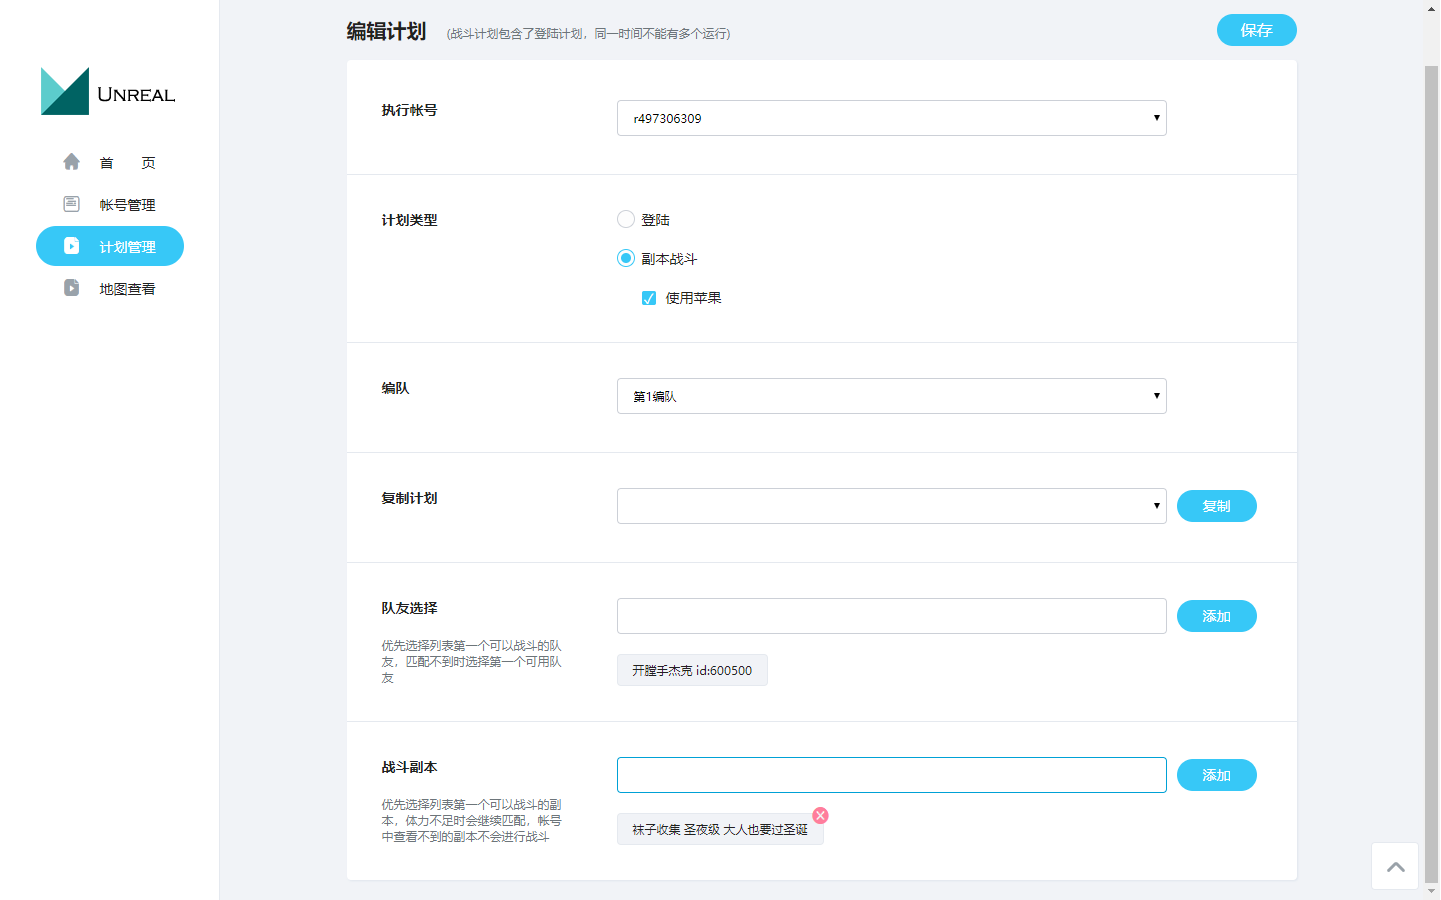 UNREAL
首 页
帐号管理
计划管理
地图查看
编辑计划 (战斗计划包含了登陆计划，同一时间不能有多个运行)
保存
执行帐号
r497306309
计划类型
登陆
副本战斗
使用苹果
编队
第1编队
复制计划
复制
队友选择
添加
优先选择列表第一个可以战斗的队
友，匹配不到时选择第一个可用队
友
开膛手杰克 id:600500
战斗副本
添加
优先选择列表第一个可以战斗的副
本，体力不足时会继续匹配，帐号
中查看不到的副本不会进行战斗
袜子收集 圣夜级 大人也要过圣诞